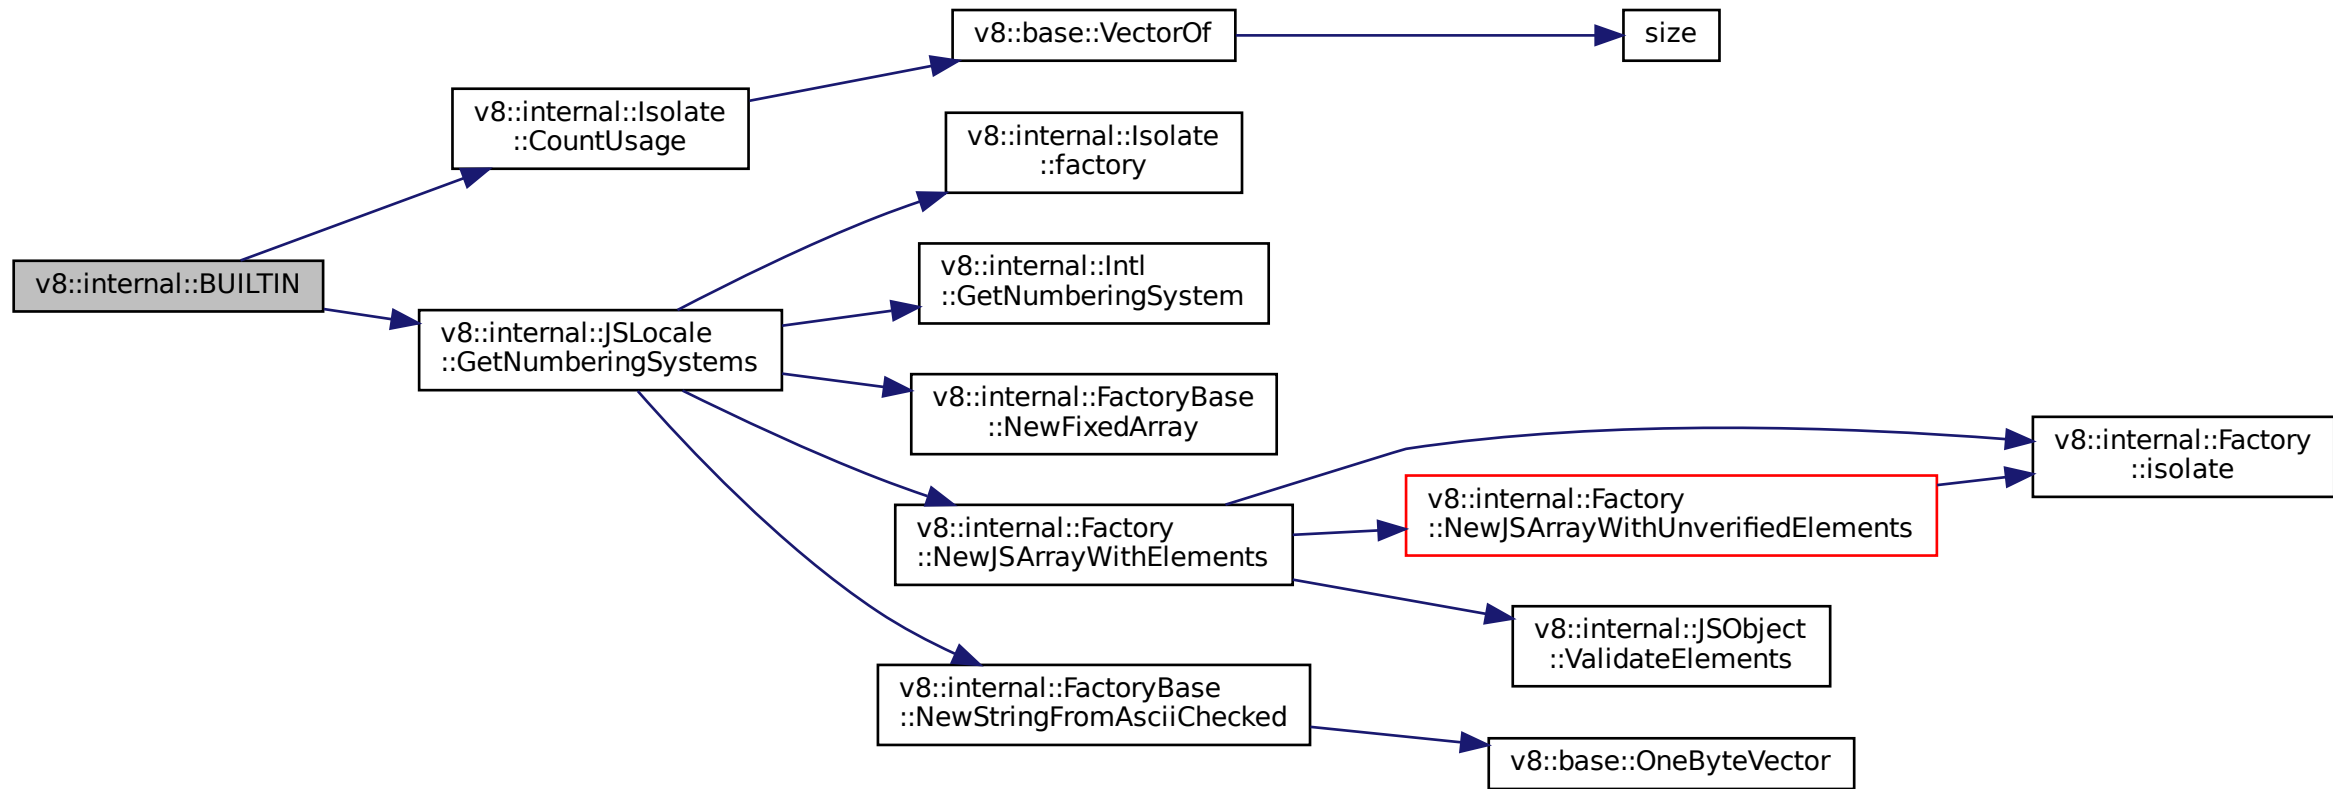 v8::internal::BUILTIN
v8::internal::Isolate
::CountUsage
v8::base::VectorOf
size
v8::internal::JSLocale
::GetNumberingSystems
v8::internal::Isolate
::factory
v8::internal::Intl
::GetNumberingSystem
v8::internal::FactoryBase
::NewFixedArray
v8::internal::Factory
::NewJSArrayWithElements
v8::internal::Factory
::isolate
v8::internal::Factory
::NewJSArrayWithUnverifiedElements
v8::internal::JSObject
::ValidateElements
v8::internal::FactoryBase
::NewStringFromAsciiChecked
v8::base::OneByteVector